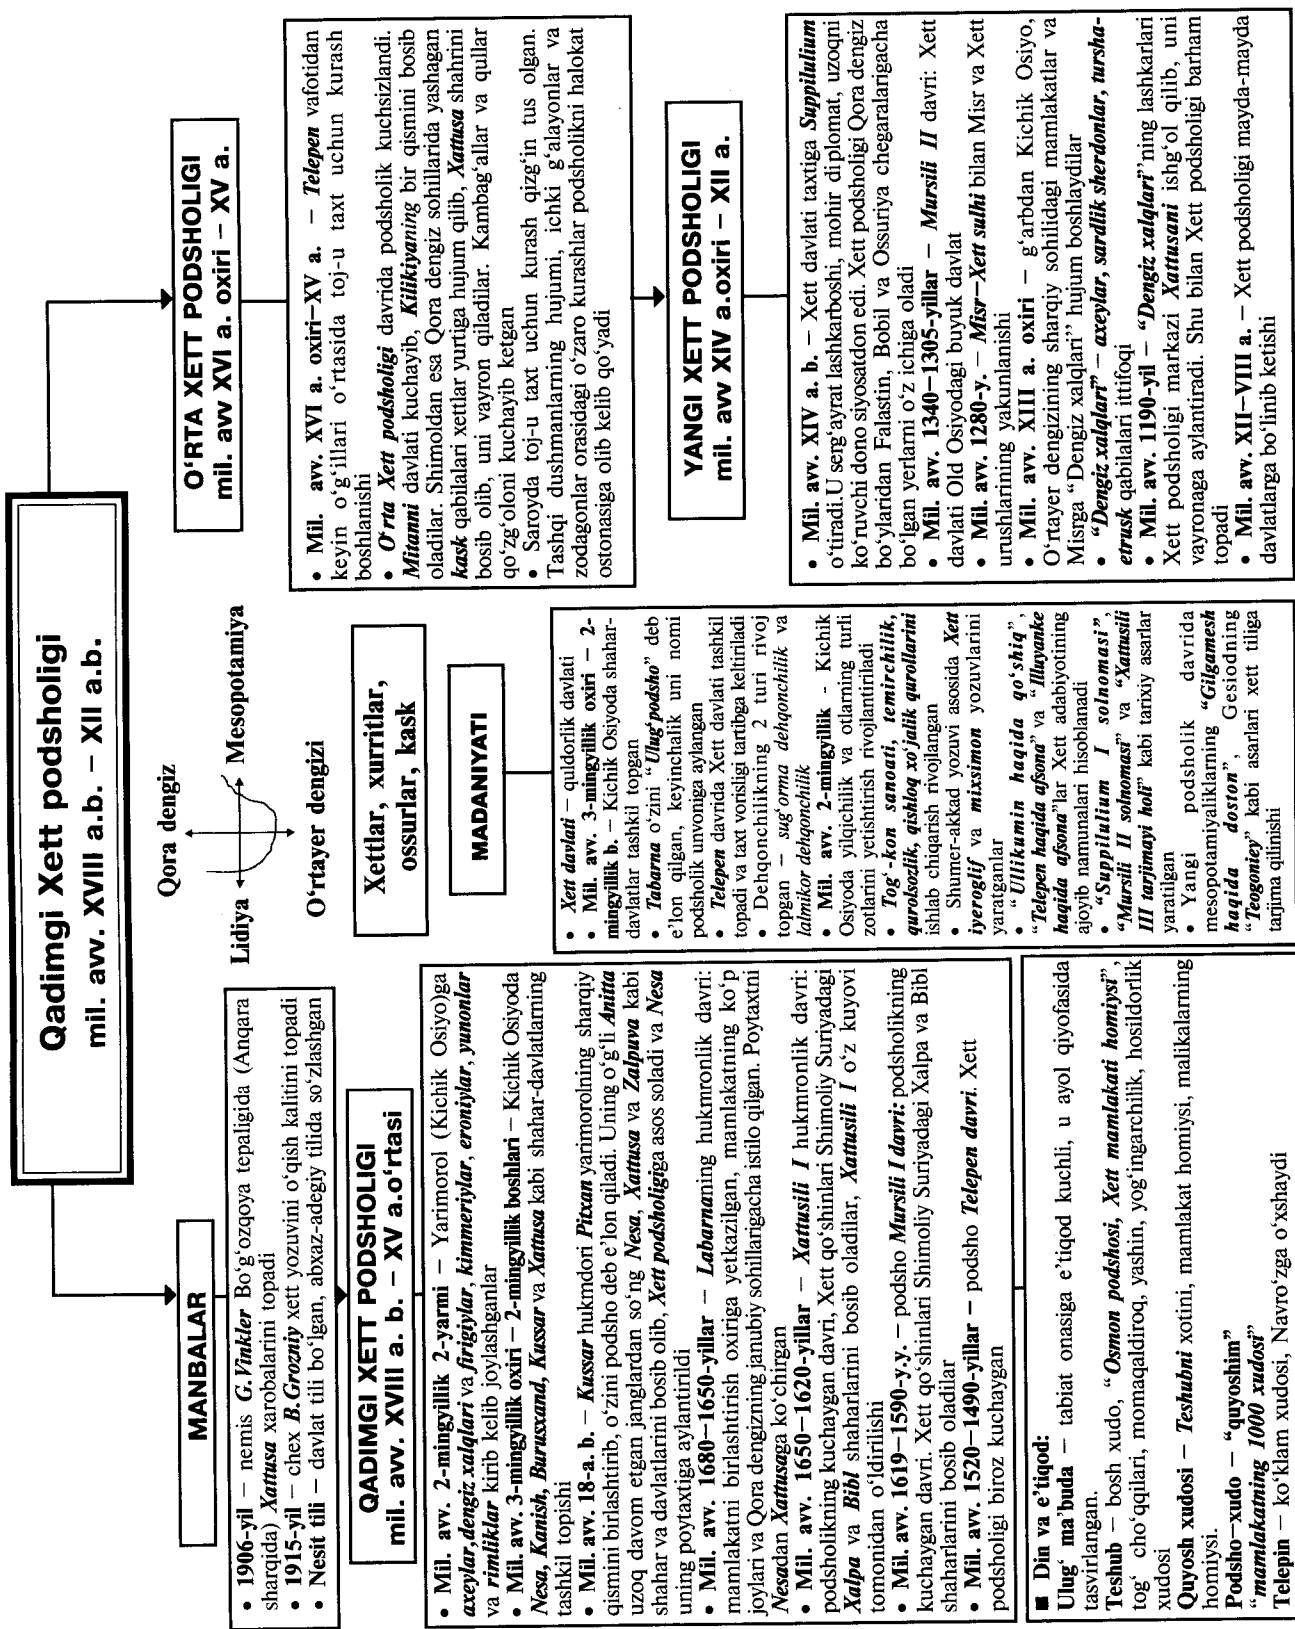 Qadimgi Xett podsholigi
mil. avv. XVIII a.b. – XII a.b.
MANBALAR
• 1906-yil – nemis G.Vinkler Bo‘g‘ozqoya tepaligida (Anqara
sharqida) Xattusa xarobalarini topadi
• 1915-yil – chex B.Grozniy xett yozuvini o‘qish kalitini topadi
• Nesit tili – davlat tili bo‘lgan, abxaz-adegiy tilida so‘zlashgan
QADIMGI XETT PODSHOLIGI
mil. avv. XVIII a. b. – XV a.o‘rtasi
• Mil. avv. 2-mingyillik 2-yarmi – Yarimorol (Kichik Osiyo)ga
axeylar,dengiz xalqlari va firigiylar, kimmeriylar, eroniylar, yunonlar
va rimliklar kirib kelib joylashganlar
• Mil. avv. 3-mingyillik oxiri – 2-mingyillik boshlari – Kichik Osiyoda
Nesa, Kanish, Burusxand, Kussar va Xattusa kabi shahar-davlatlarning
tashkil topishi
• Mil. avv. 18-a. b. – Kussar hukmdori Pitxan yarimorolning sharqiy
qismini birlashtirib, o‘zini podsho deb e’lon qiladi. Uning o‘g‘li Anitta
uzoq davom etgan janglardan so‘ng Nesa, Xattusa va Zalpuva kabi
shahar va davlatlarini bosib olib, Xett podsholigiga asos soladi va Nesa
uning poytaxtiga aylantirildi
• Mil. avv. 1680–1650-yillar – Labarnaning hukmronlik davri:
mamlakatni birlashtirish oxiriga yetkazilgan, mamlakatning ko‘p
joylari va Qora dengizning janubiy sohillarigacha istilo qilgan. Poytaxtni
Nesadan Xattusaga ko‘chirgan
• Mil. avv. 1650–1620-yillar – Xattusili I hukmronlik davri:
podsholikning kuchaygan davri, Xett qo‘shinlari Shimoliy Suriyadagi
Xalpa va Bibl shaharlarini bosib oladilar, Xattusili I o‘z kuyovi
tomonidan o‘ldirilishi
• Mil. avv. 1619–1590-y.y. – podsho Mursili I davri: podsholikning
kuchaygan davri. Xett qo‘shinlari Shimoliy Suriyadagi Xalpa va Bibl
shaharlarini bosib oladilar
• Mil. avv. 1520–1490-yillar – podsho Telepen davri. Xett
podsholigi biroz kuchaygan
■ Din va e’tiqod:
Ulug‘ ma’buda – tabiat onasiga e’tiqod kuchli, u ayol qiyofasida
tasvirlangan.
Teshub – bosh xudo, “Osmon podshosi, Xett mamlakati homiysi”,
tog‘ cho‘qqilari, momaqaldiroq, yashin, yog‘ingarchilik, hosildorlik
xudosi
Quyosh xudosi – Teshubni xotini, mamlakat homiysi, malikalarning
homiysi.
Podsho–xudo – “quyoshim”
“mamlakatning 1000 xudosi”
Telepin – ko‘klam xudosi, Navro‘zga o‘xshaydi
Qora dengiz
Lidiya
Mesopotamiya
O‘rtayer dengizi
Xettlar, xurritlar,
ossurlar, kask
MADANIYATI
• Xett davlati – quldorlik davlati
• Mil. avv. 3-mingyillik oxiri – 2-
mingyillik b. – Kichik Osiyoda shahar-
davlatlar tashkil topgan
• Tabarna o‘zini “Ulug‘podsho” deb
e’lon qilgan, keyinchalik uni nomi
podsholik unvoniga aylangan
• Telepen davrida Xett davlati tashkil
topadi va taxt vorisligi tartibga keltiriladi
• Dehqonchilikning 2 turi rivoj
topgan – sug‘orma dehqonchilik va
lalmikor dehqonchilik
• Mil. avv. 2-mingyillik - Kichik
Osiyoda yilqichilik va otlarning turli
zotlarini yetishtirish rivojlantiriladi
• Tog‘-kon sanoati, temirchilik,
qurolsozlik, qishloq xo‘jalik qurollarini
ishlab chiqarish rivojlangan
• Shumer-akkad yozuvi asosida Xett
iyeroglif va mixsimon yozuvlarini
yaratganlar
• “Ullikumin haqida qo‘shiq”,
“Telepen haqida afsona” va “Illuyanke
haqida afsona”lar Xett adabiyotining
ajoyib namunalari hisoblanadi
• “Suppilulium I solnomasi”,
“Mursili II solnomasi” va “Xattusili
III tarjimayi holi” kabi tarixiy asarlar
yaratilgan
• Yangi podsholik davrida
mesopotamiyaliklarning “Gilgamesh
haqida doston”, Gesiodning
“Teogoniey” kabi asarlari xett tiliga
tarjuma qilinishi
O‘RTA XETT PODSHOLIGI
mil. avv XVI a. oxiri – XV a.
• Mil. avv. XVI a. oxiri–XV a. – Telepen vafotidan
keyin o‘g‘illari o‘rtasida toj-u taxt uchun kurash
boshlanishi
• O‘rta Xett podsholigi davrida podsholik kuchsizlandi.
Mitanni davlati kuchayib, Kilikiyaning bir qismini bosib
oladilar. Shimoldan esa Qora dengiz sohillarida yashagan
kask qabilalari xettlar yurtiga hujum qilib, Xattusa shahrini
bosib olib, uni vayron qiladilar. Kambag‘allar va qullar
qo‘zg‘oloni kuchayib ketgan
• Saroyda toj-u taxt uchun kurash qizg‘in tus olgan.
Tashqi dushmanlarning hujumi, ichki g‘alayonlar va
zodagonlar orasidagi o‘zaro kurashlar podsholikni halokat
ostonasiga olib kelib qo‘yadi
YANGI XETT PODSHOLIGI
mil. avv XIV a.oxiri – XII a.
• Mil. avv. XIV a. b. – Xett davlati taxtiga Suppilulium
o‘tiradi.U serg‘ayrat lashkarboshi, mohir diplomat, uzoqni
ko‘ruvchi dono siyosatdon edi. Xett podsholigi Qora dengiz
bo‘ylaridan Falastin, Bobil va Ossuriya chegaralarigacha
bo‘lgan yerlarni o‘z ichiga oladi
• Mil. avv. 1340–1305-yillar – Mursili II davri: Xett
davlati Old Osiyodagi buyuk davlat
• Mil. avv. 1280-y. – Misr–Xett sulhi bilan Misr va Xett
urushlarining yakunlanishi
• Mil. avv. XIII a. oxiri – g‘arbdan Kichik Osiyo,
O‘rtayer dengizining sharqiy sohilidagi mamlakatlar va
Misrga “Dengiz xalqlari” hujum boshlaydilar
• “Dengiz xalqlari” – axeylar, sardlik sherdonlar, tursha-
etrusk qabilalari ittifoqi
• Mil. avv. 1190-yil – “Dengiz xalqlari”ning lashkarlari
Xett podsholigi markazi Xattusani ishg‘ol qilib, uni
vayronaga aylantiradi. Shu bilan Xett podsholigi barham
topadi
• Mil. avv. XII–VIII a. – Xett podsholigi mayda-mayda
davlatlarga bo‘linib ketishi